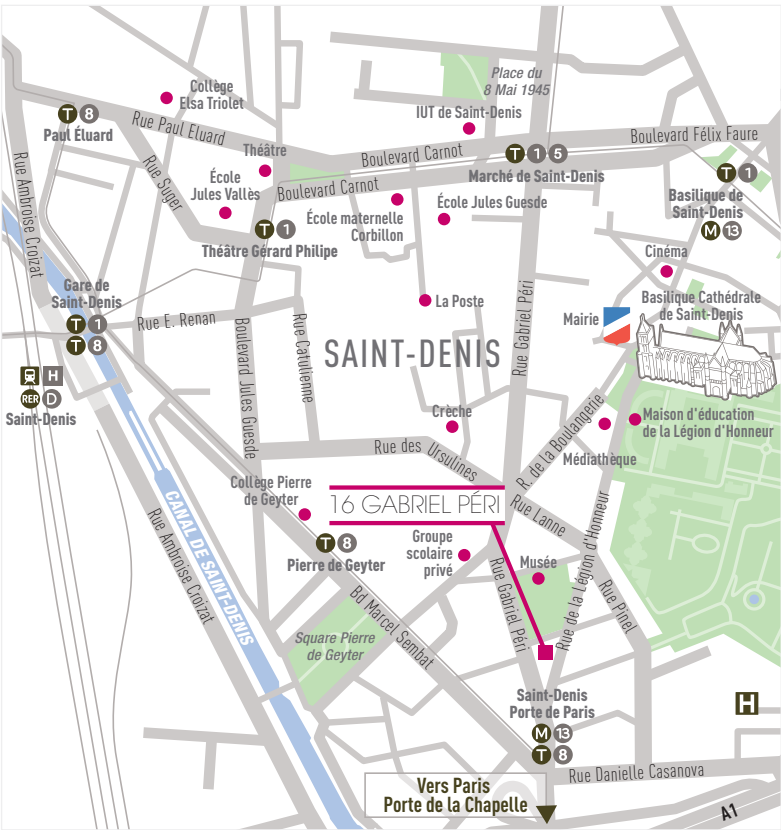 Collège
Elsa Triolet
Place du
8 Mai 1945
T 8
Paul Éluard
Rue Paul Eluard
IUT de Saint-Denis
Boulevard Félix Faure
Boulevard Carnot
T 1 5
Marché de Saint-Denis
Théâtre
Rue Suger
École
Jules Vallès
Boulevard Carnot
T 1
Basilique de
Saint-Denis
M 13
Rue Ambroise Croizat
École maternelle
Corbillon
École Jules Guesde
T 1
Théâtre Gérard Philipe
Cinéma
Gare de
Saint-Denis
T 1
T 8
Rue E. Renan
La Poste
Rue Gabriel Péri
Basilique Cathédrale
de Saint-Denis
Mairie
Boulevard Jules Guesde
Rue Catulienne
SAINT-DENIS
H
RER D
Saint-Denis
Crèche
R. de la Boulangerie
Maison d'éducation
de la Légion d'Honneur
Médiathèque
Rue des Ursulines
Collège Pierre
de Geyter
16 GABRIEL PÉRI
Rue Lanne
CANAL DE SAINT-DENIS
Rue Ambroise Croizat
T 8
Pierre de Geyter
Groupe
scolaire
privé
Musée
Rue Gabriel Péri
Rue de la Légion d'Honneur
Rue Pinel
Bd Marcel Sembat
Square Pierre
de Geyter
Saint-Denis
Porte de Paris
M 13
T 8
H
Rue Danielle Casanova
Vers Paris
Porte de la Chapelle
A1